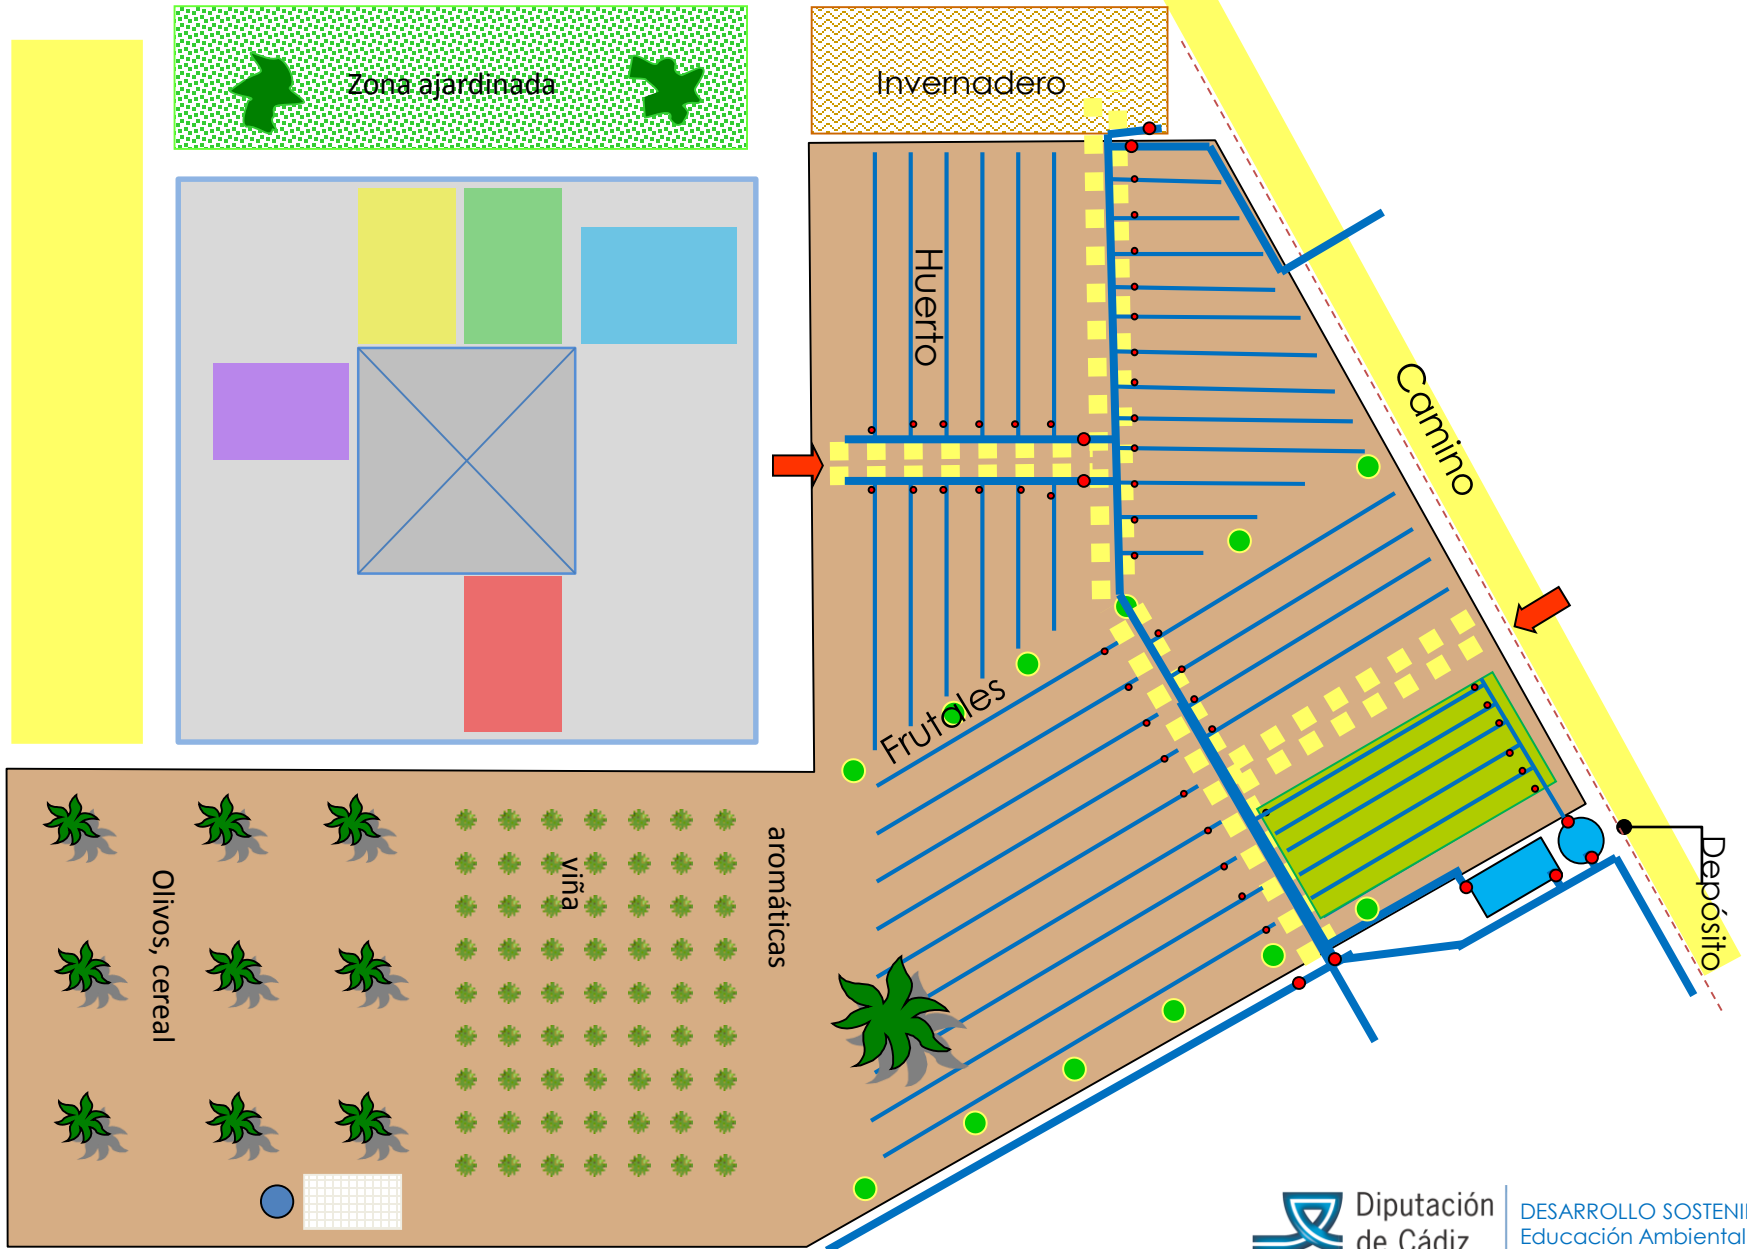 Zona ajardinada
Invernadero
Huerto
Camino
Frutales
Olivos, cereal
viña
aromáticas
Depósito
Diputación
de Cádiz
DESARROLLO SOSTENI
Educación Ambiental